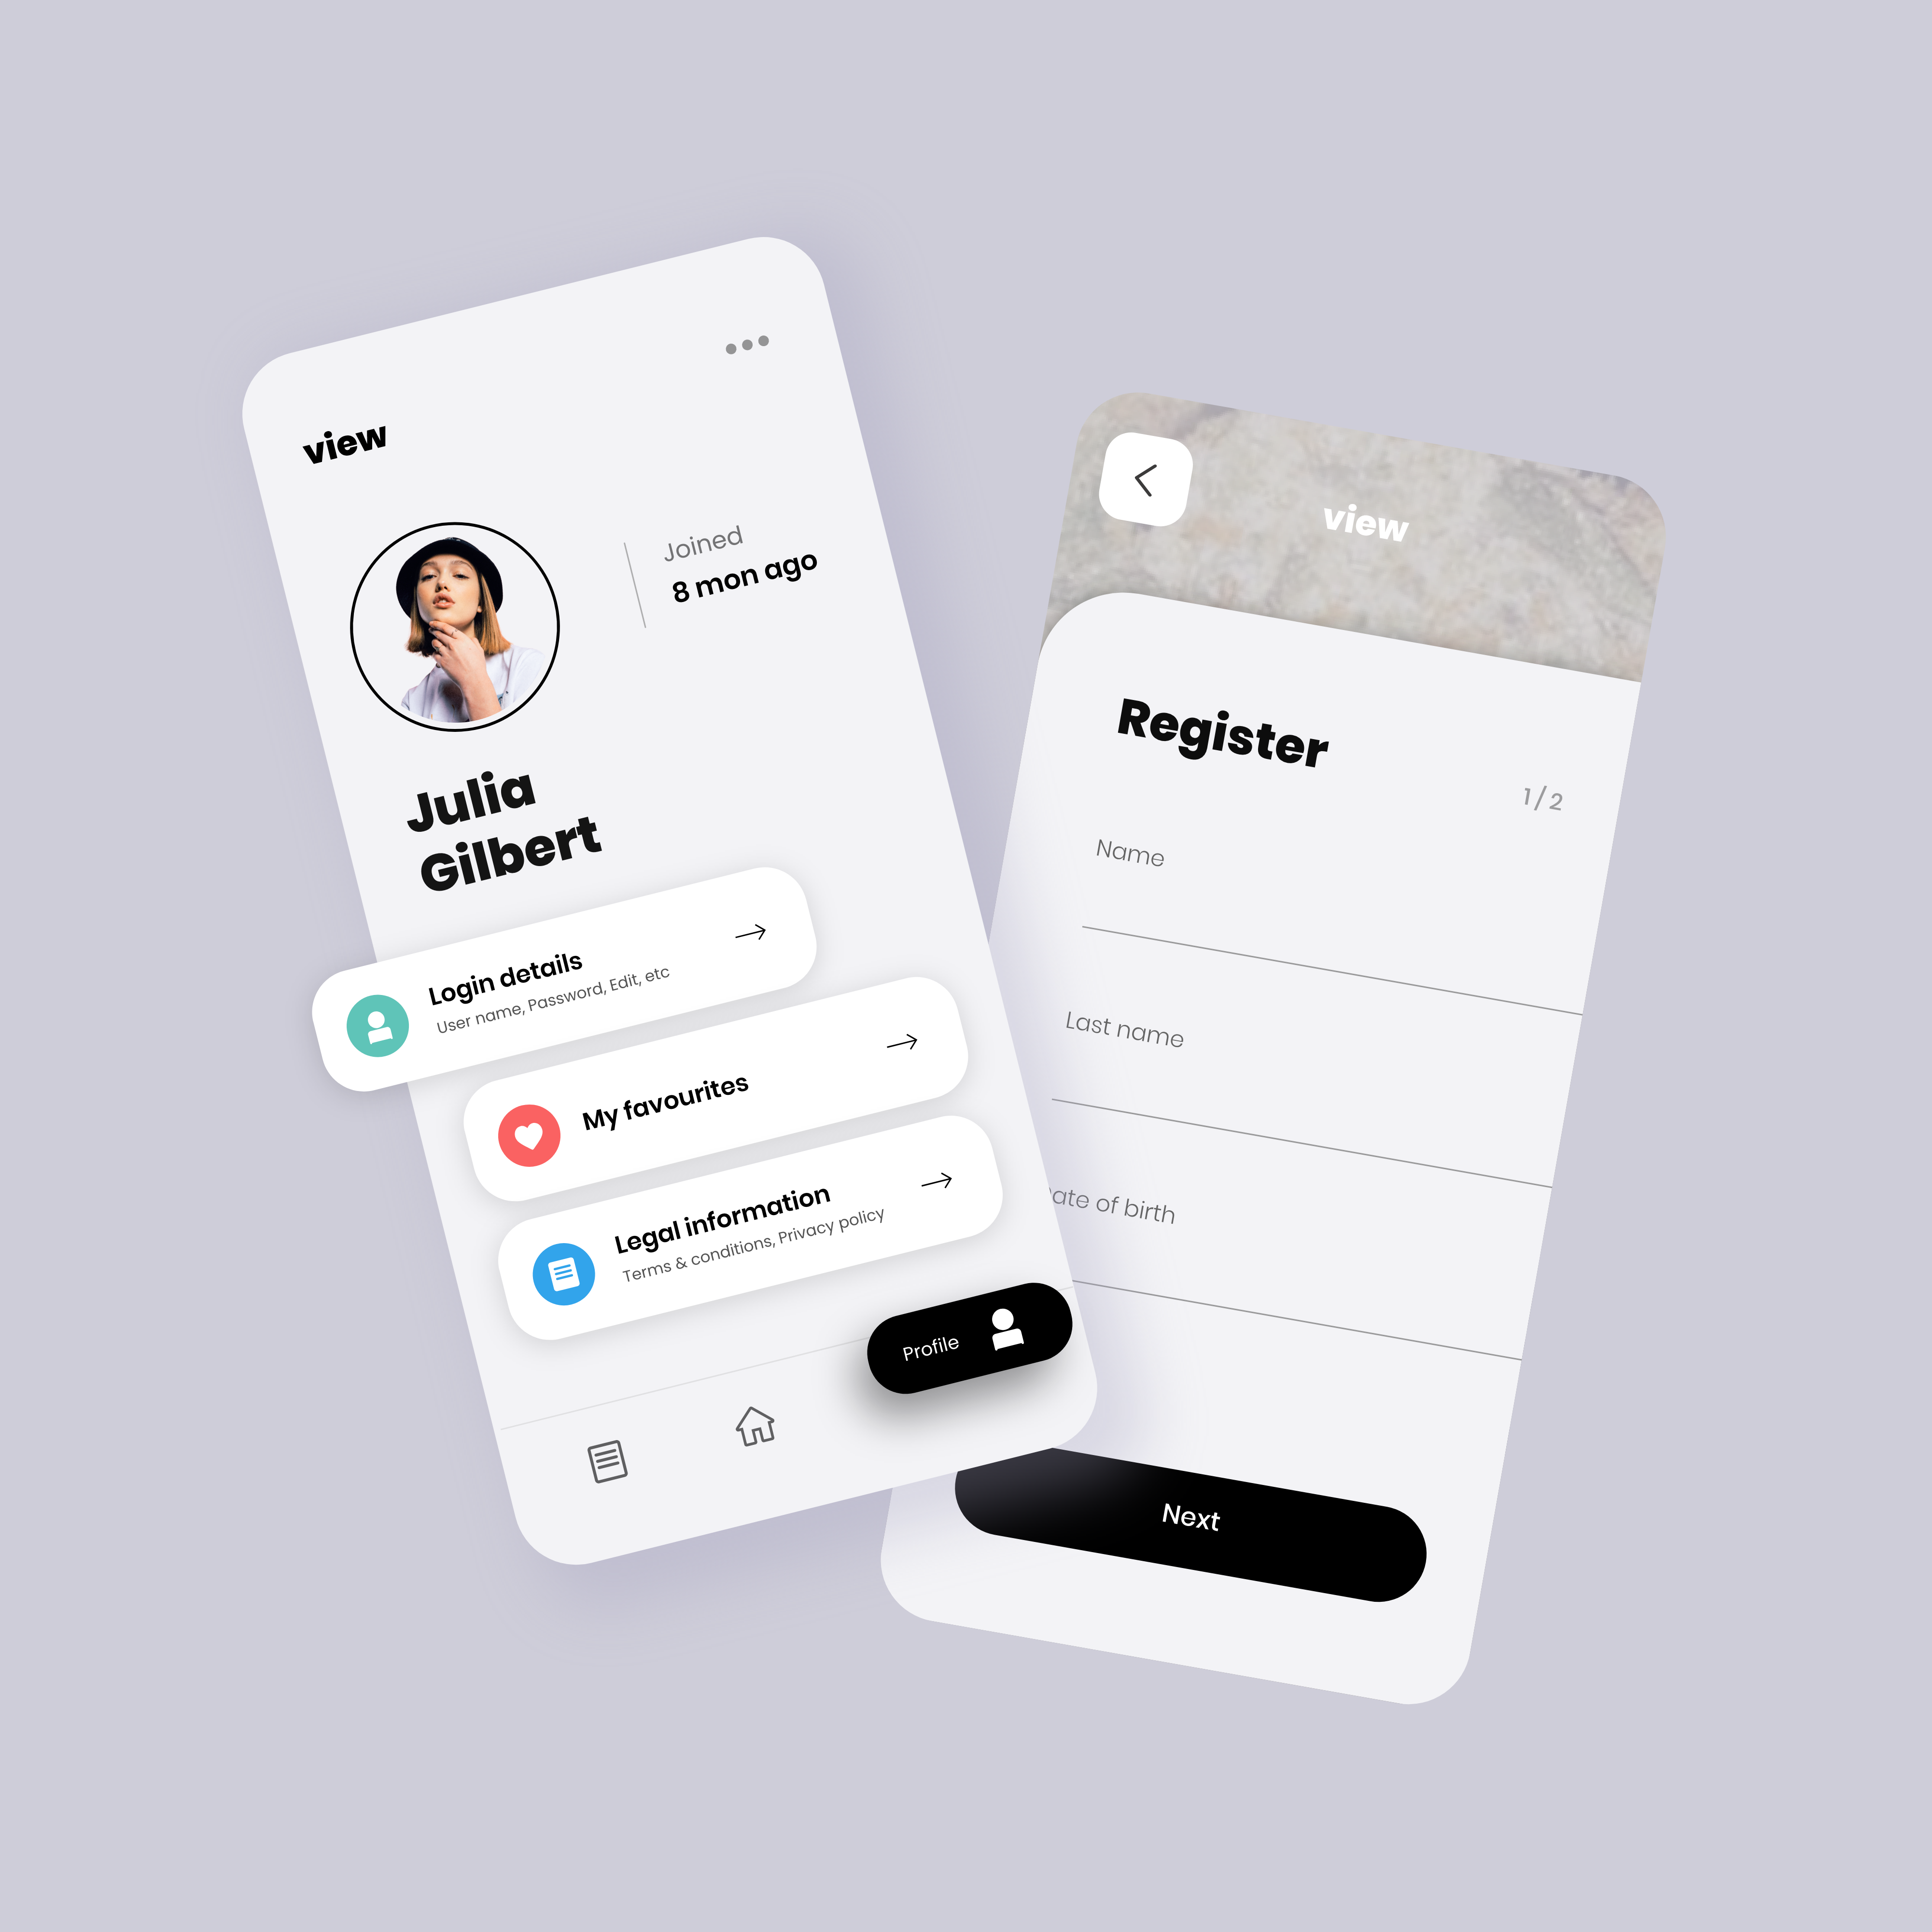 view
Joined
8 mon ago
Julia
Gilbert
Login details
User name, Password, Edit, etc
My favourites
Legal information
Terms & conditions, Privacy policy
Profile
view
Register
1/2
Name
Last name
ate of birth
Next